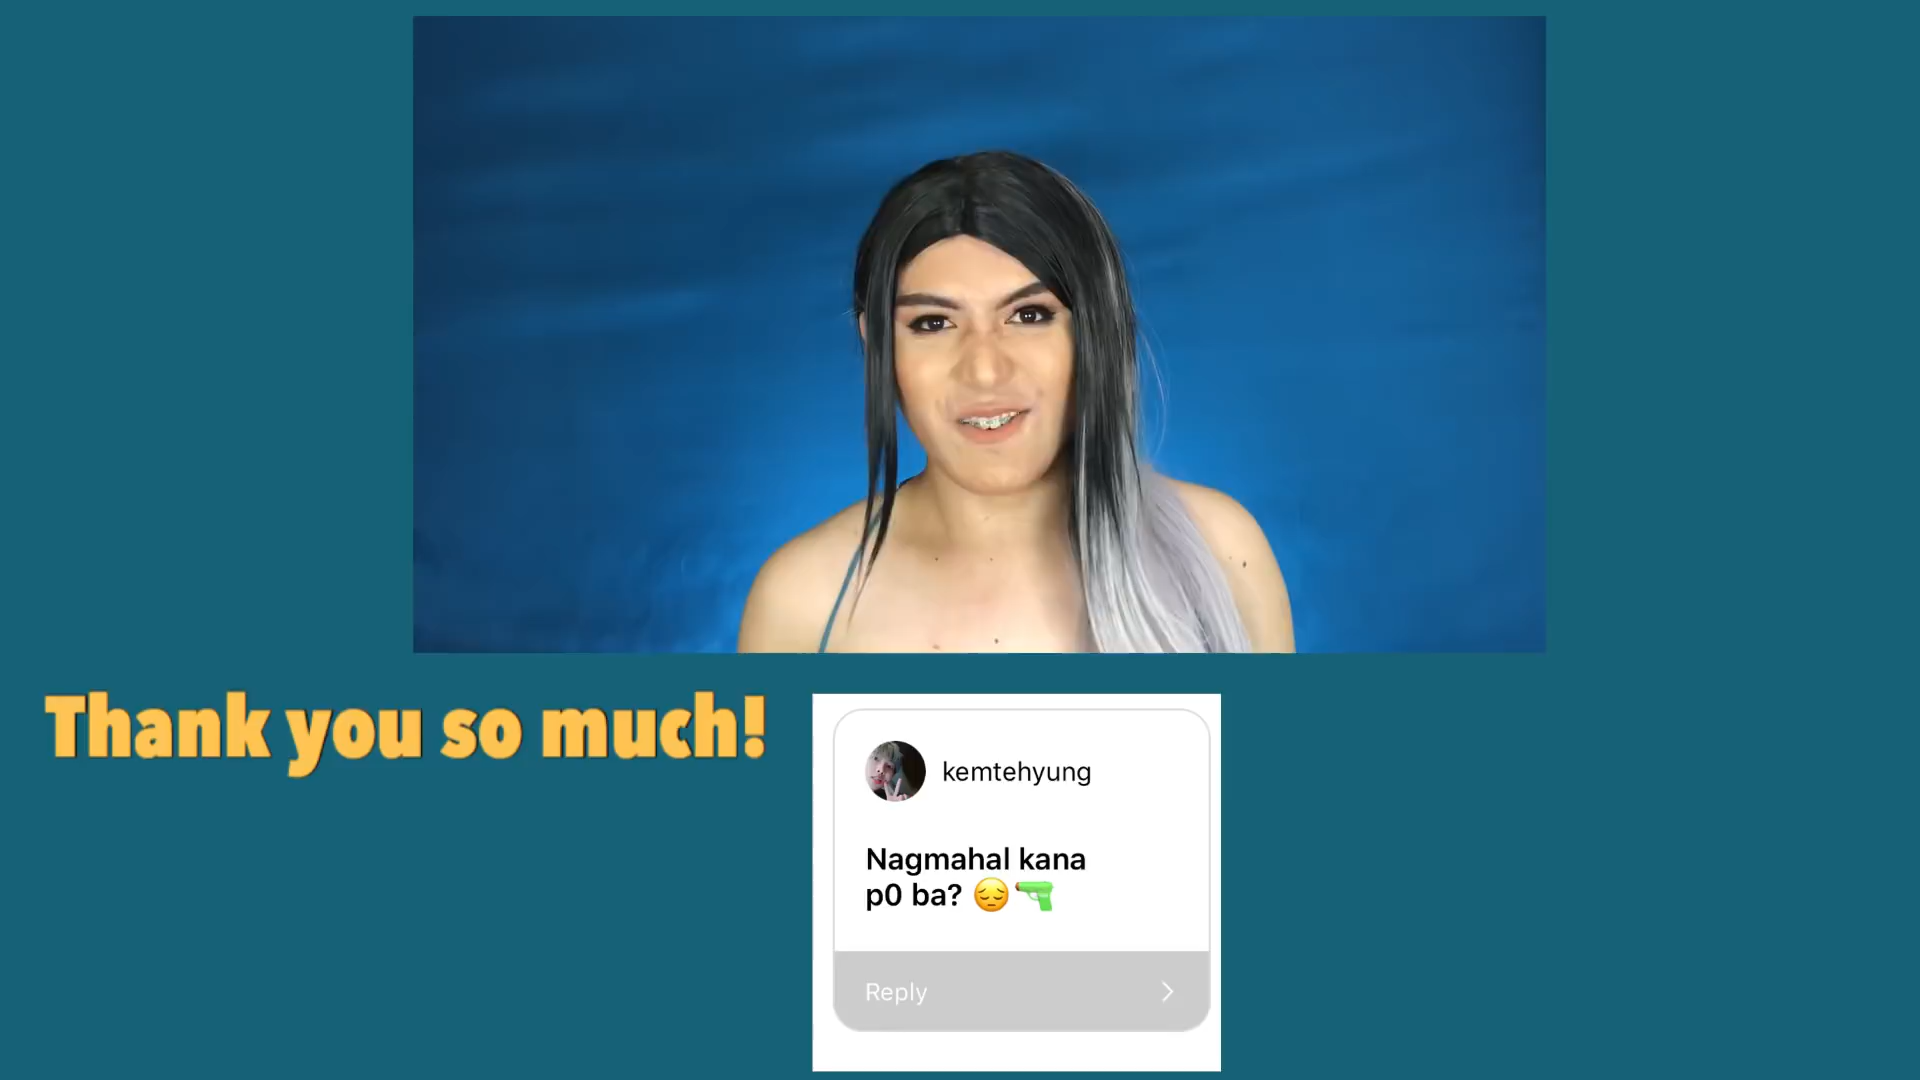 Thank you so much!
kemtehyung
Nagmahal kana
p0 ba? 😔🔫
Reply